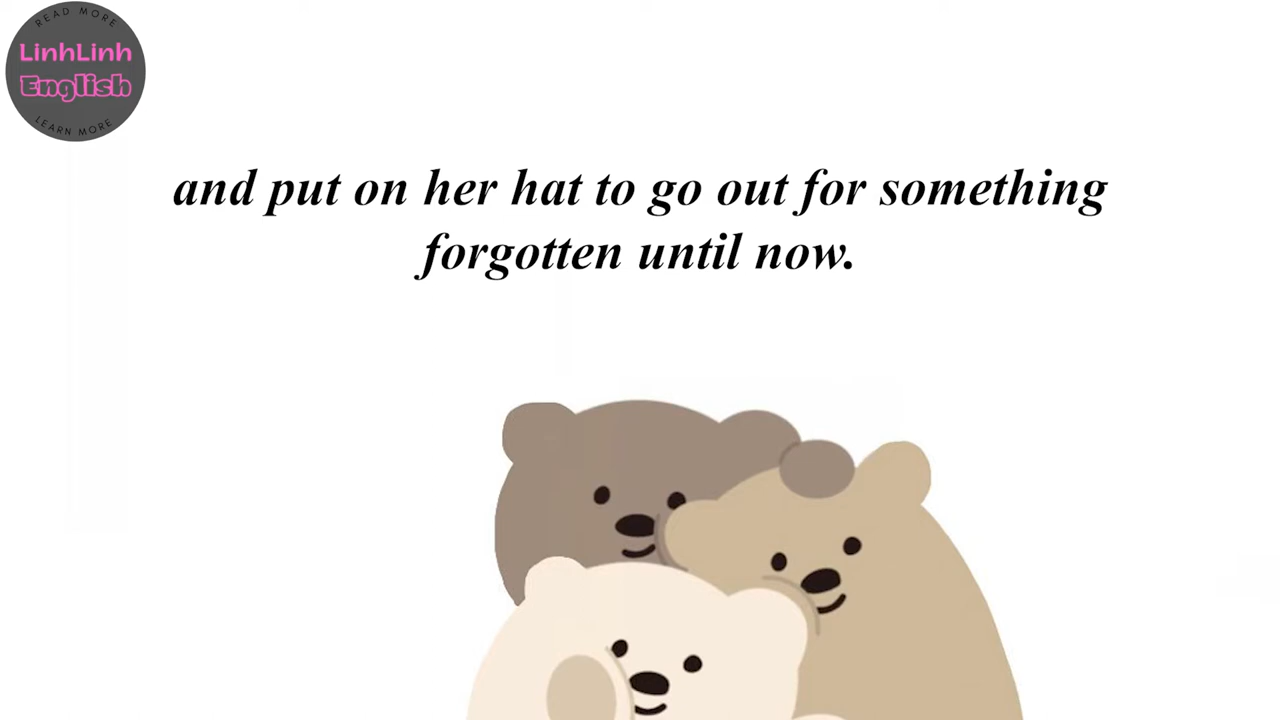 READ MORE
LinhLinh
English
LEARN MORE
and put on her hat to go out for something
forgotten until now.